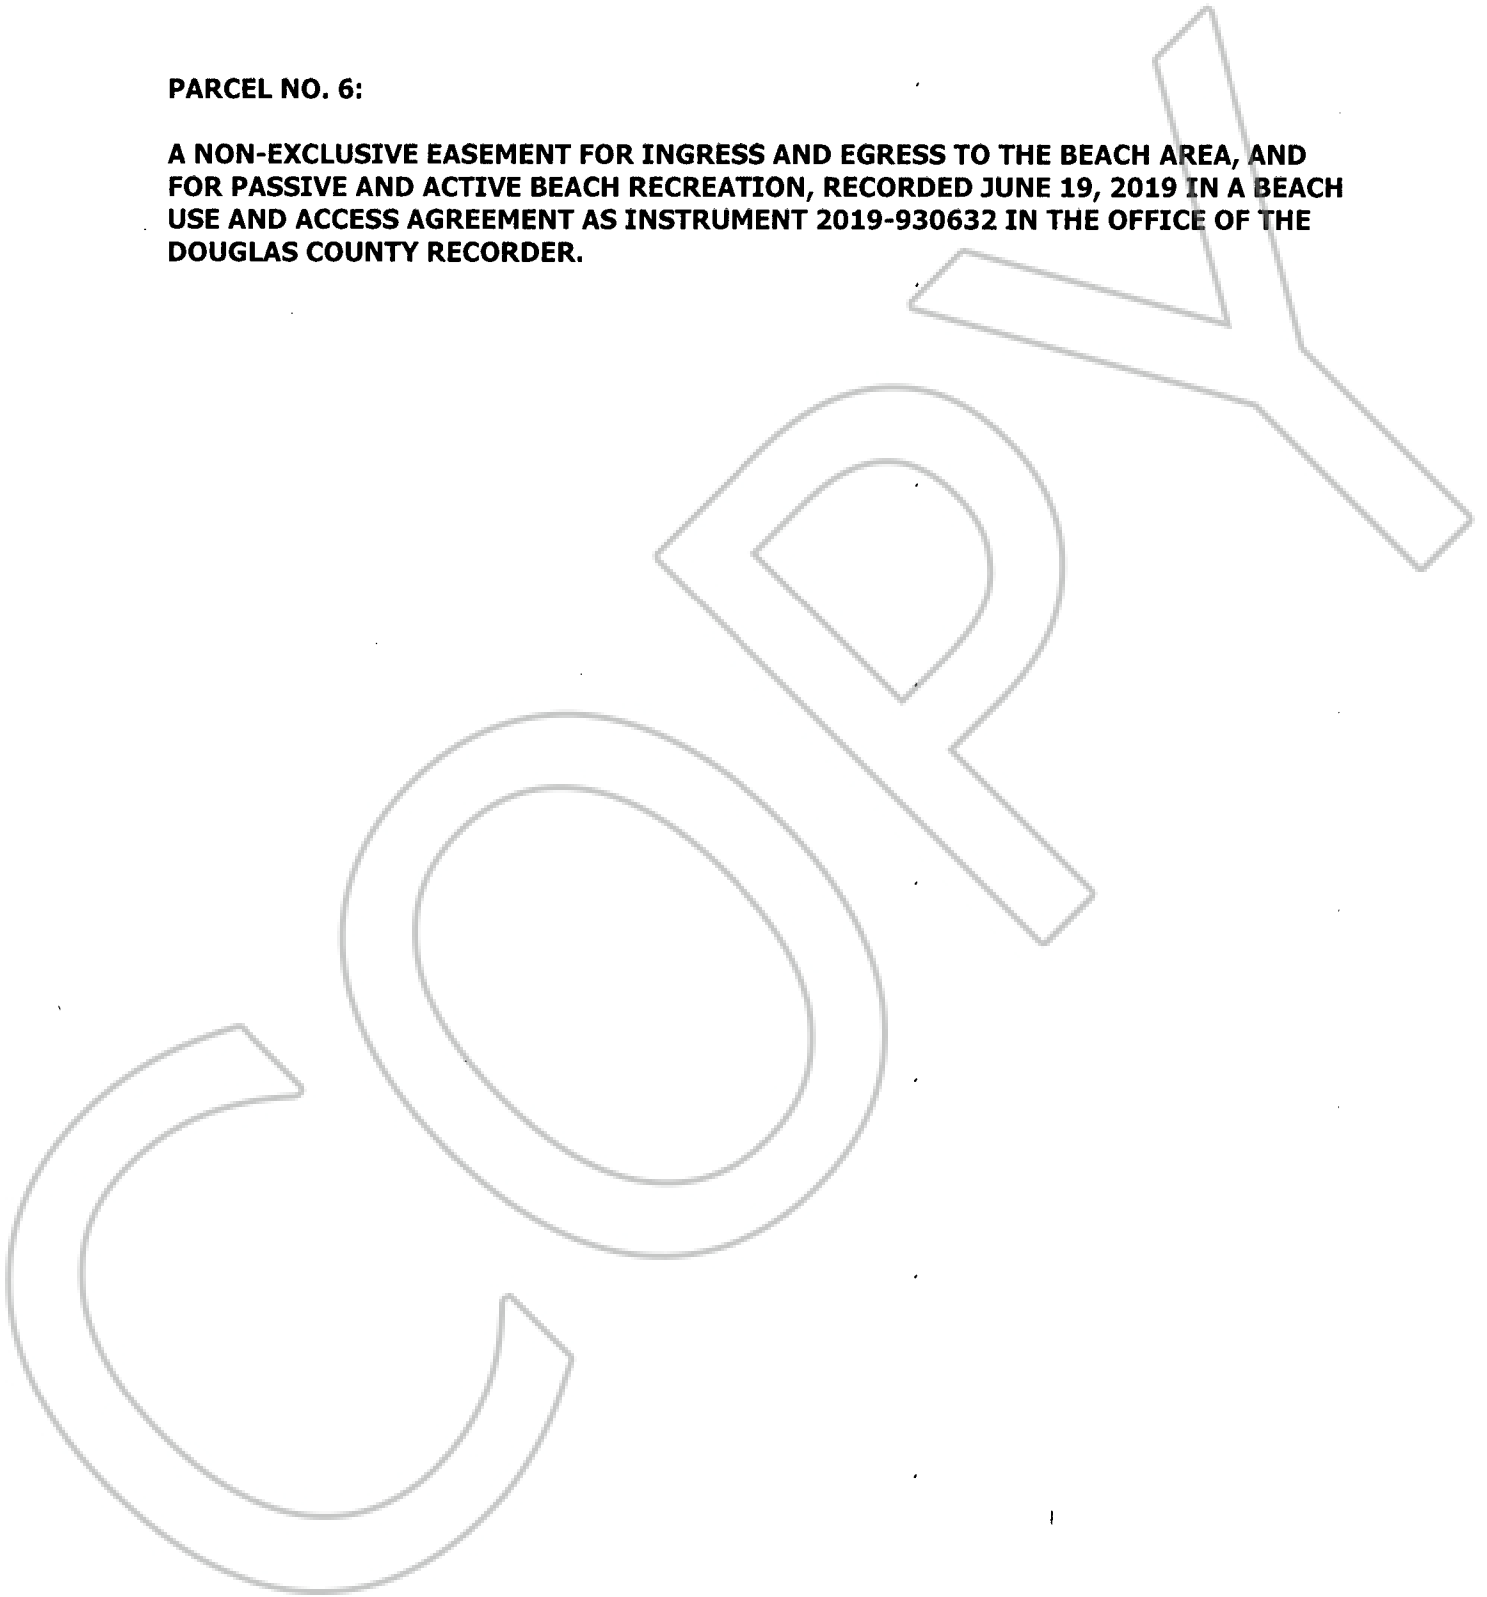 PARCEL NO. 6:
A NON-EXCLUSIVE EASEMENT FOR INGRESS AND EGRESS TO THE BEACH AREA, AND
FOR PASSIVE AND ACTIVE BEACH RECREATION, RECORDED JUNE 19, 2019 IN A BEACH
USE AND ACCESS AGREEMENT AS INSTRUMENT 2019-930632 IN THE OFFICE OF THE
DOUGLAS COUNTY RECORDER.
COPY